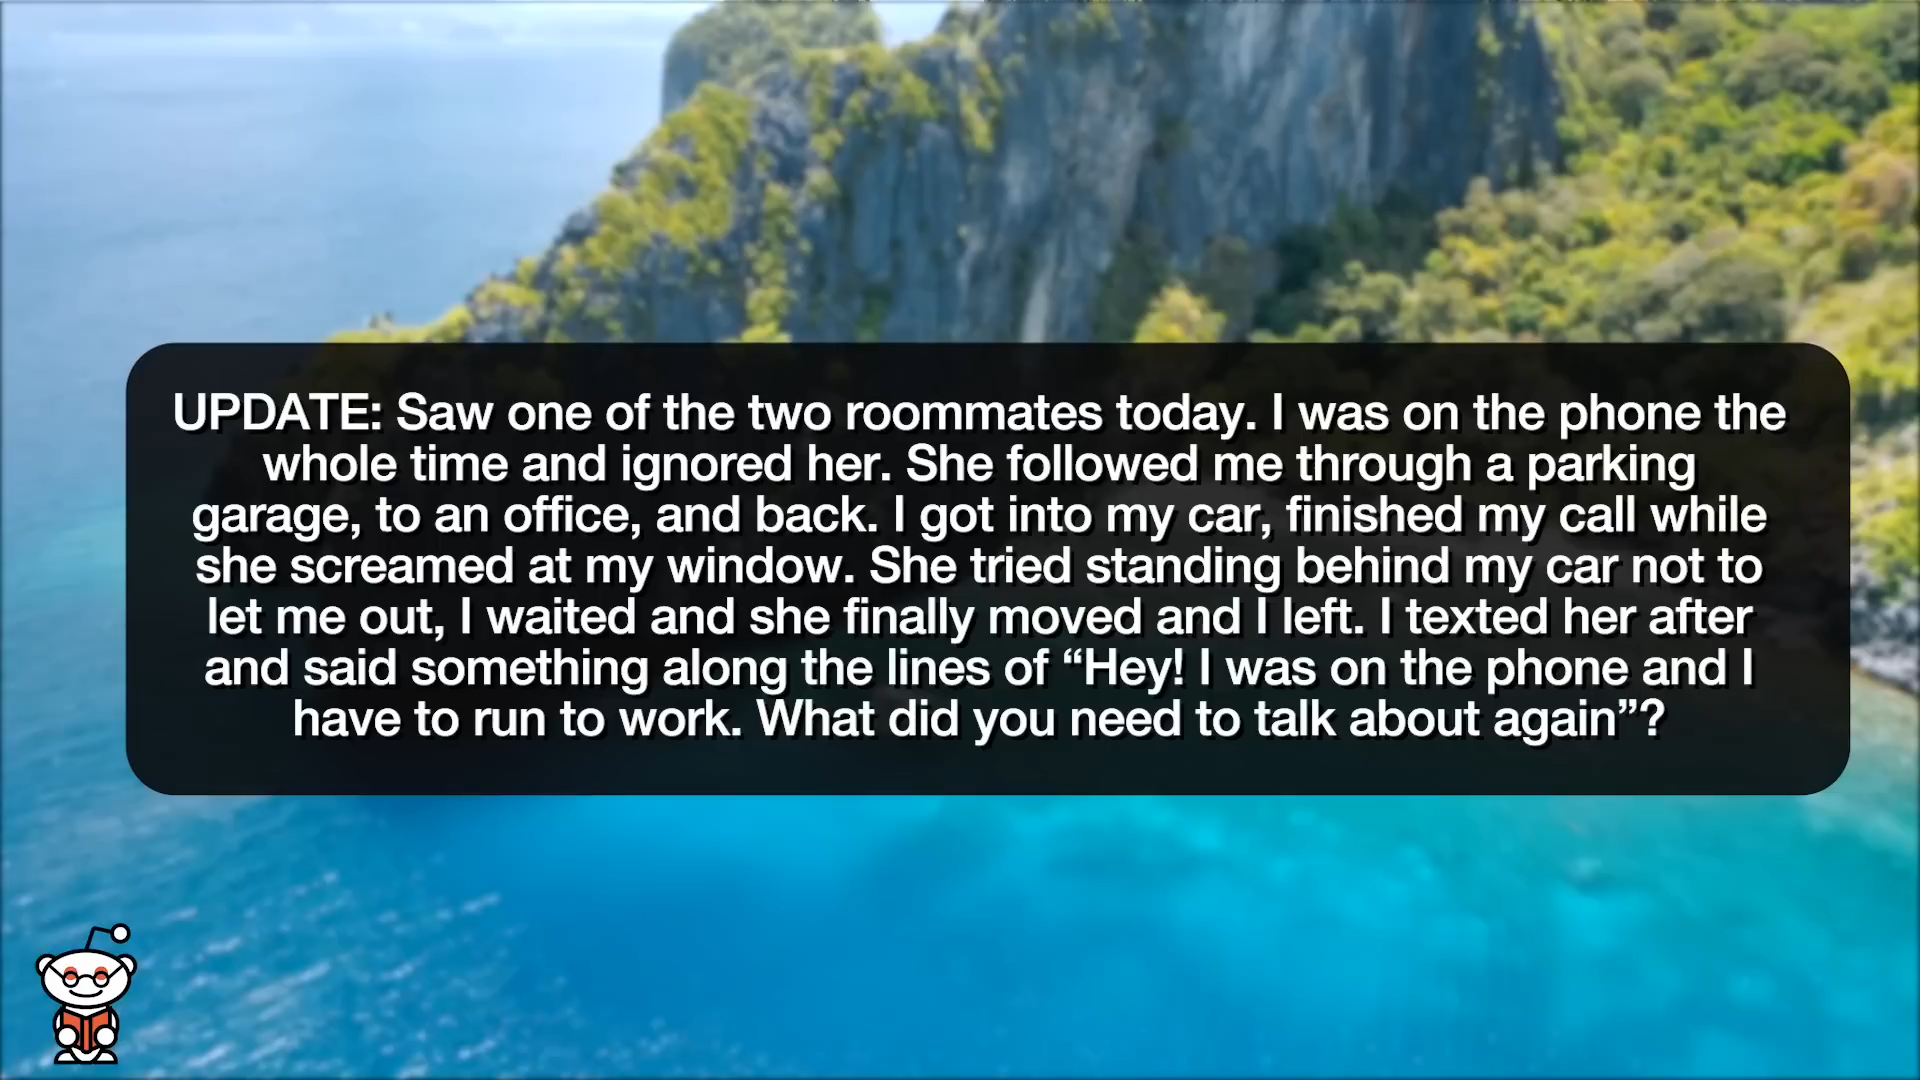 UPDATE: Saw one of the two roommates today. I was on the phone the
whole time and ignored her. She followed me through a parking
garage, to an office, and back. I got into my car, finished my call while
she screamed at my window. She tried standing behind my car not to
let me out, I waited and she finally moved and I left. I texted her after
and said something along the lines of “Hey! I was on the phone and I
have to run to work. What did you need to talk about again”?